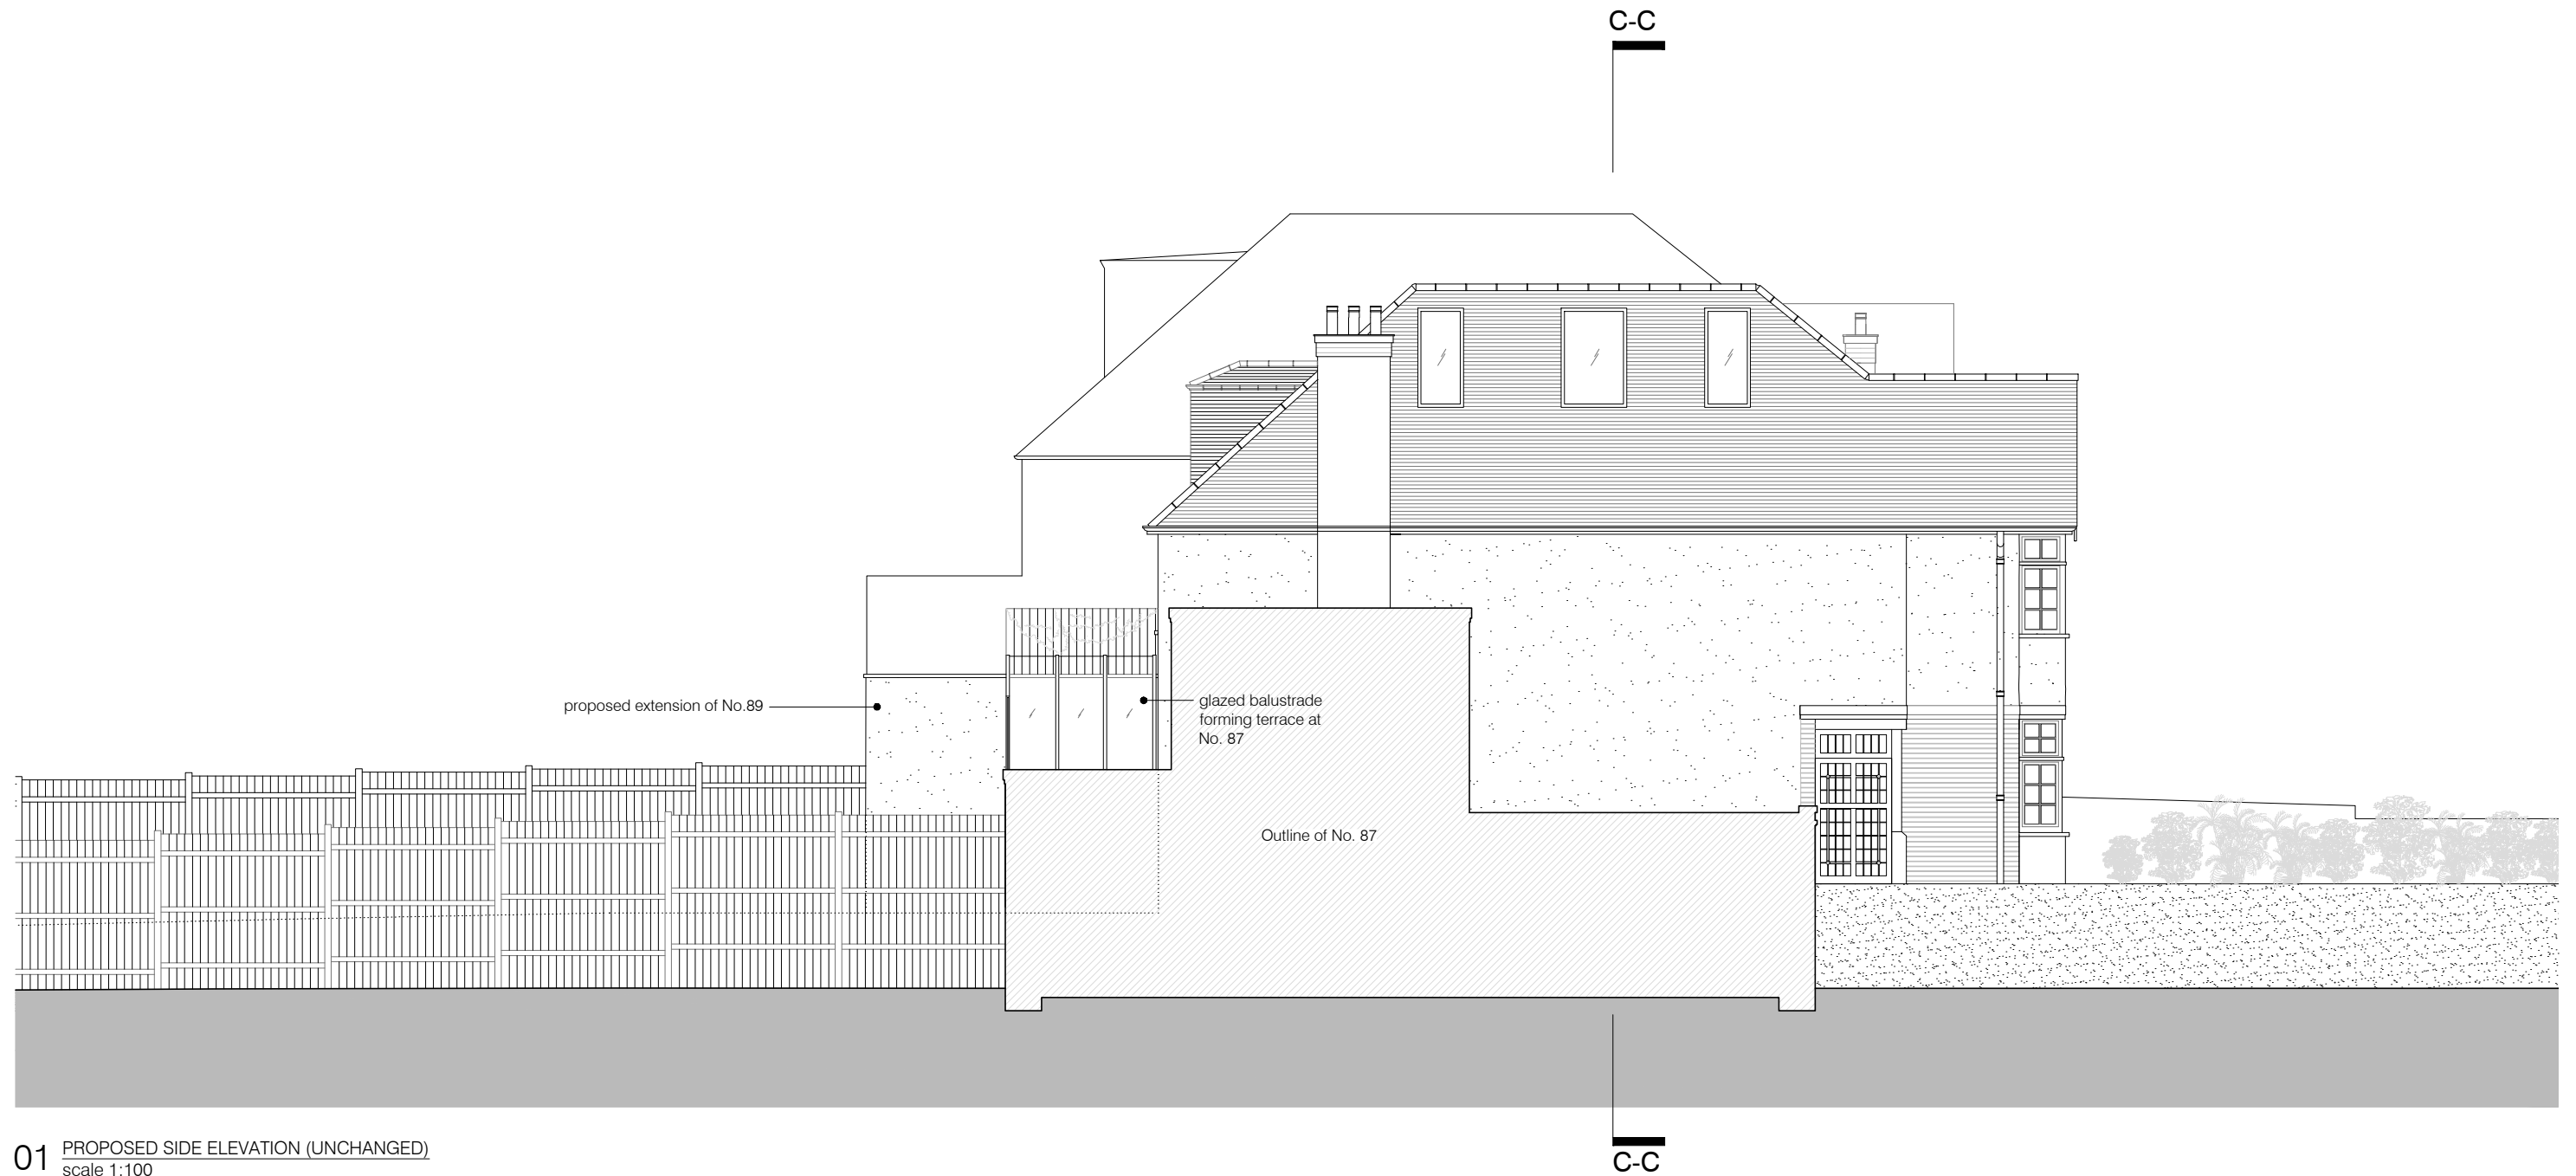 C-C
proposed extension of No.89
glazed balustrade
forming terrace at
No. 87
Outline of No. 87
01 PROPOSED SIDE ELEVATION (UNCHANGED)
scale 1:100
C-C